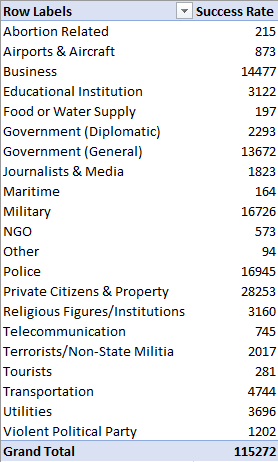 Row Labels Success Rate
Abortion Related 215
Airports & Aircraft 873
Business 14477
Educational Institution 3122
Food or Water Supply 197
Government (Diplomatic) 2293
Government (General) 13672
Journalists & Media 1823
Maritime 164
Military 16726
NGO 573
Other 94
Police 16945
Private Citizens & Property 28253
Religious Figures/Institutions 3160
Telecommunication 745
Terrorists/Non-State Militia 2017
Tourists 281
Transportation 4744
Utilities 3696
Violent Political Party 1202
Grand Total 115272